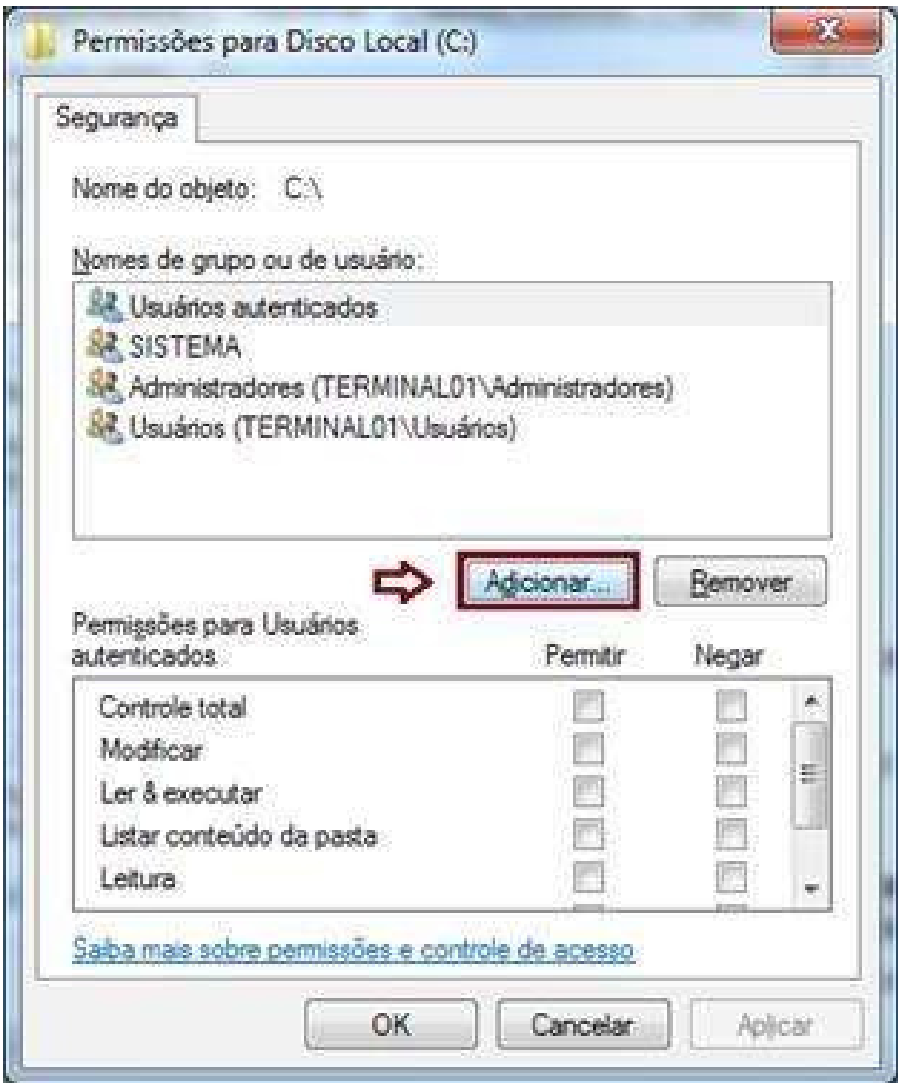 Permissões para Disco Local (C:)
Segurança
Nome do objeto: C:\
Nomes de grupo ou de usuário:
Usuários autenticados
SISTEMA
Administradores (TERMINAL01\Administradores)
Usuários (TERMINAL01\Usuários)
Adicionar... Remover
Permissões para Usuários
autenticados Permitir Negar
Controle total
Modificar
Ler & executar
Listar conteúdo da pasta
Leitura
Saiba mais sobre permissões e controle de acesso
OK Cancelar Aplicar